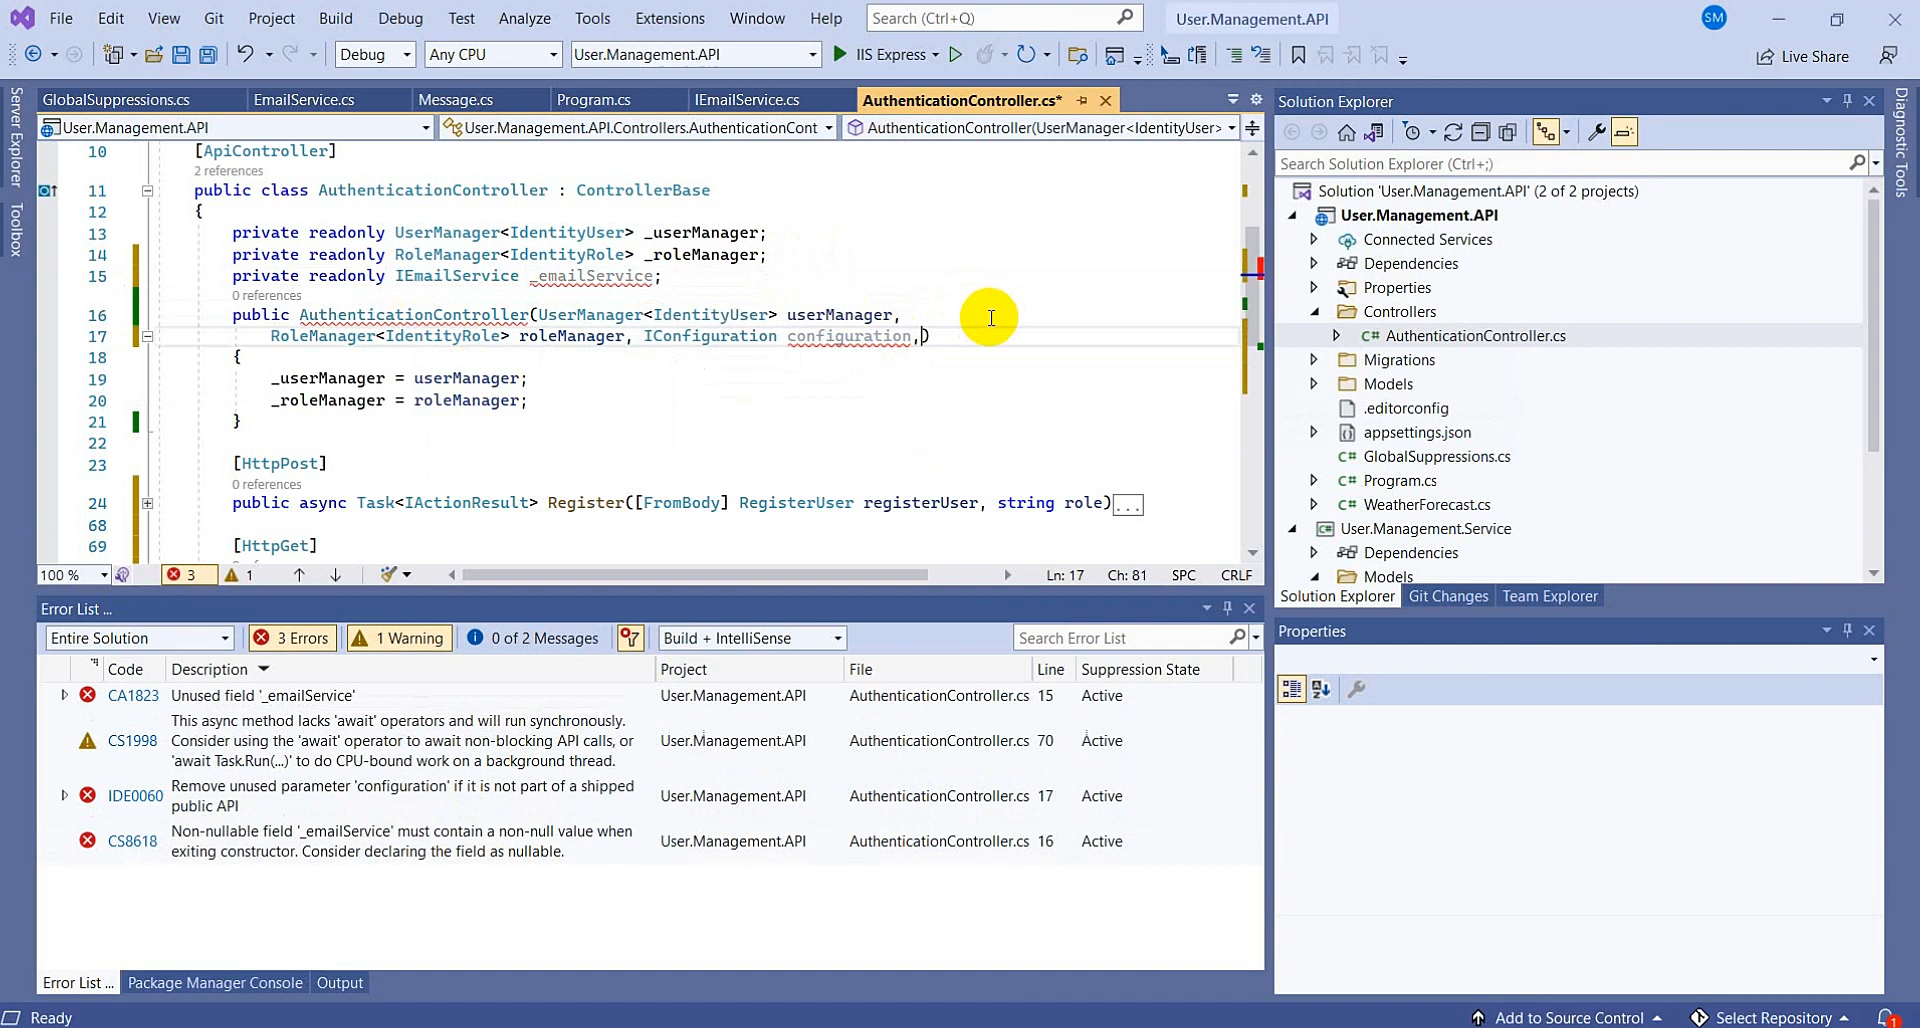 File Edit View Git Project Build Debug Test Analyze Tools Extensions Window Help Search (Ctrl+Q) User.Management.API SM
Debug Any CPU User.Management.API IIS Express Live Share
Server Explorer
Toolbox
GlobalSuppressions.cs EmailService.cs Message.cs Program.cs IEmailService.cs AuthenticationController.cs*
User.Management.API User.Management.API.Controllers.AuthenticationCont AuthenticationController(UserManager<IdentityUser>
10 [ApiController]
2 references
11 public class AuthenticationController : ControllerBase
12 {
13 private readonly UserManager<IdentityUser> _userManager;
14 private readonly RoleManager<IdentityRole> _roleManager;
15 private readonly IEmailService _emailService;
0 references
16 public AuthenticationController(UserManager<IdentityUser> userManager,
17 RoleManager<IdentityRole> roleManager, IConfiguration configuration,)
18 {
19 _userManager = userManager;
20 _roleManager = roleManager;
21 }
22
23 [HttpPost]
0 references
24 public async Task<IActionResult> Register([FromBody] RegisterUser registerUser, string role)...
68
69 [HttpGet]
100 % 3 1 Ln: 17 Ch: 81 SPC CRLF
Error List ...
Entire Solution 3 Errors 1 Warning 0 of 2 Messages Build + IntelliSense Search Error List
Code Description Project File Line Suppression State
CA1823 Unused field '_emailService' User.Management.API AuthenticationController.cs 15 Active
This async method lacks 'await' operators and will run synchronously.
CS1998 Consider using the 'await' operator to await non-blocking API calls, or User.Management.API AuthenticationController.cs 70 Active
'await Task.Run(...)' to do CPU-bound work on a background thread.
Remove unused parameter 'configuration' if it is not part of a shipped
IDE0060 User.Management.API AuthenticationController.cs 17 Active
public API
Non-nullable field '_emailService' must contain a non-null value when
CS8618 User.Management.API AuthenticationController.cs 16 Active
exiting constructor. Consider declaring the field as nullable.
Error List ... Package Manager Console Output
Solution Explorer
Search Solution Explorer (Ctrl+;)
Solution 'User.Management.API' (2 of 2 projects)
User.Management.API
Connected Services
Dependencies
Properties
Controllers
C# AuthenticationController.cs
Migrations
Models
.editorconfig
appsettings.json
C# GlobalSuppressions.cs
C# Program.cs
C# WeatherForecast.cs
C# User.Management.Service
Dependencies
Models
Solution Explorer Git Changes Team Explorer
Properties
Diagnostic Tools
Ready Add to Source Control Select Repository 1